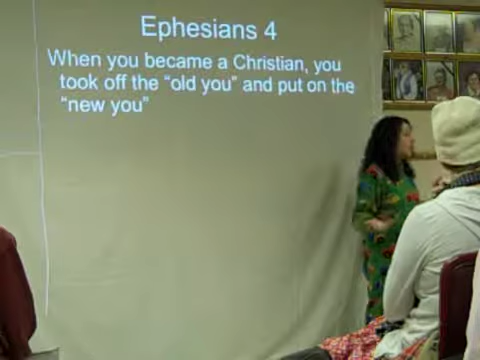 Ephesians 4
When you became a Christian, you
took off the “old you” and put on the
“new you”